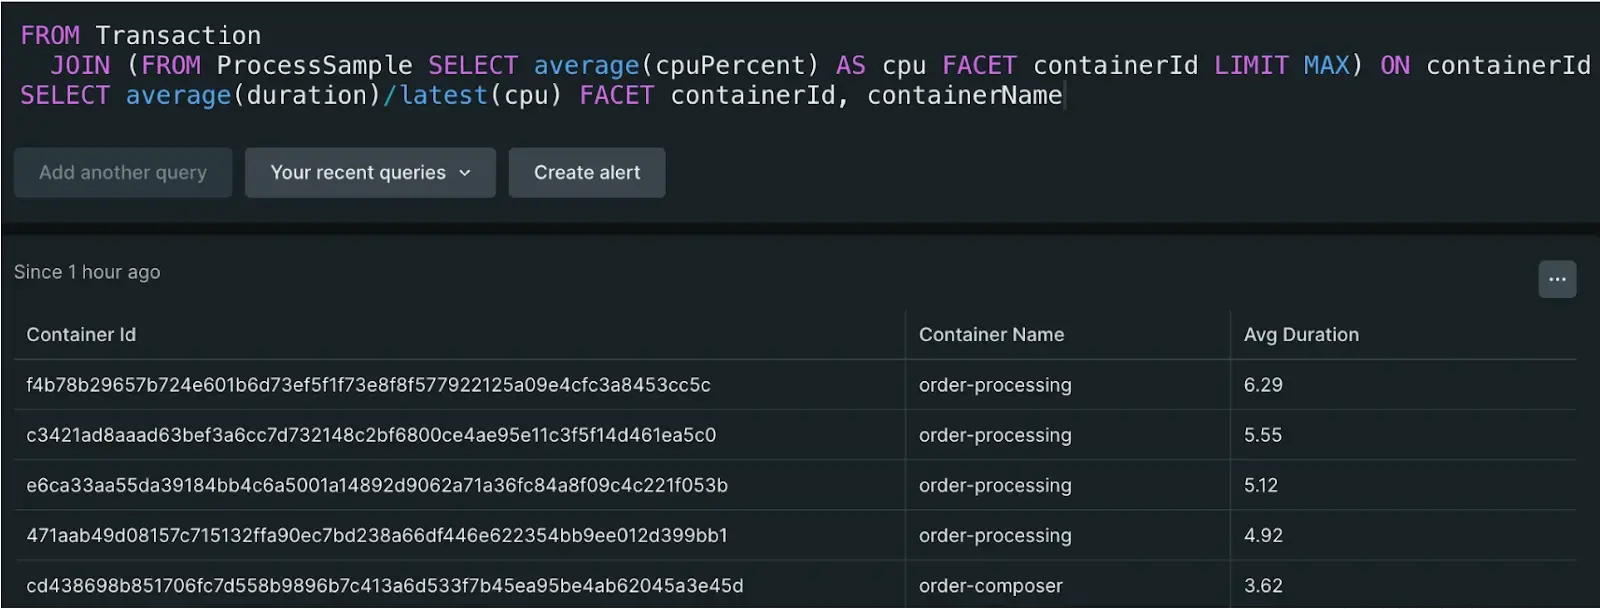 FROM Transaction
JOIN (FROM ProcessSample SELECT average(cpuPercent) AS cpu FACET containerId LIMIT MAX) ON containerId
SELECT average(duration)/latest(cpu) FACET containerId, containerName
Add another query Your recent queries Create alert
Since 1 hour ago
...
Container Id Container Name Avg Duration
f4b78b29657b724e601b6d73ef5f1f73e8f8f577922125a09e4cfc3a8453cc5c order-processing 6.29
c3421ad8aaad63bef3a6cc7d732148c2bf6800ce4ae95e11c3f5f14d461ea5c0 order-processing 5.55
e6ca33aa55da39184bb4c6a5001a14892d9062a71a36fc84a8f09c4c221f053b order-processing 5.12
471aab49d08157c715132ffa90ec7bd238a66df446e622354bb9ee012d399bb1 order-processing 4.92
cd438698b851706fc7d558b9896b7c413a6d533f7b45ea95be4ab62045a3e45d order-composer 3.62